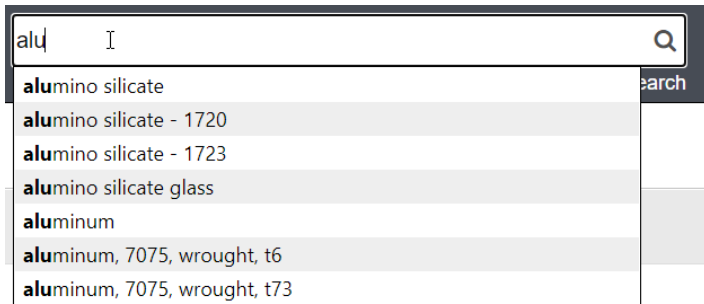 alu
earch
alumino silicate
alumino silicate - 1720
alumino silicate - 1723
alumino silicate glass
aluminum
aluminum, 7075, wrought, t6
aluminum, 7075, wrought, t73